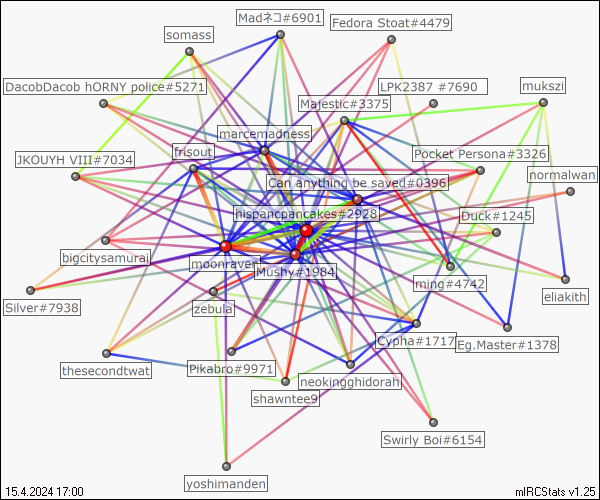 Madネコ#6901
Fedora Stoat#4479
somass
DacobDacob hORNY police#5271
LPK2387 #7690
mukszi
Majestic#3375
marcemadness
frisout
JKOUYH VIII#7034
Pocket Persona#3326
normalwan
Can anything be saved#0396
hispancpancakes#2928
Duck#1245
bigcitysamurai
moonraven
Mushy#1984
ming#4742
eliakith
Silver#7938
zebula
Cypha#1717
Eg.Master#1378
thesecondtwat
Pikabro#9971
neokingghidorah
shawntee9
Swirly Boi#6154
yoshimanden
15.4.2024 17:00
mIRCStats v1.25